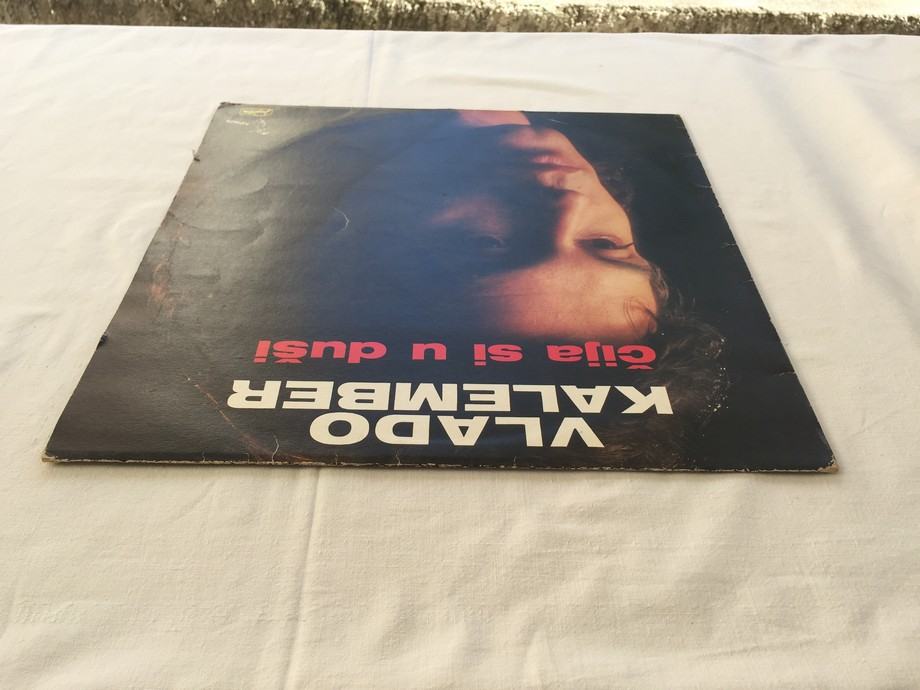 VLADO
KALEMBER
čija si u duši